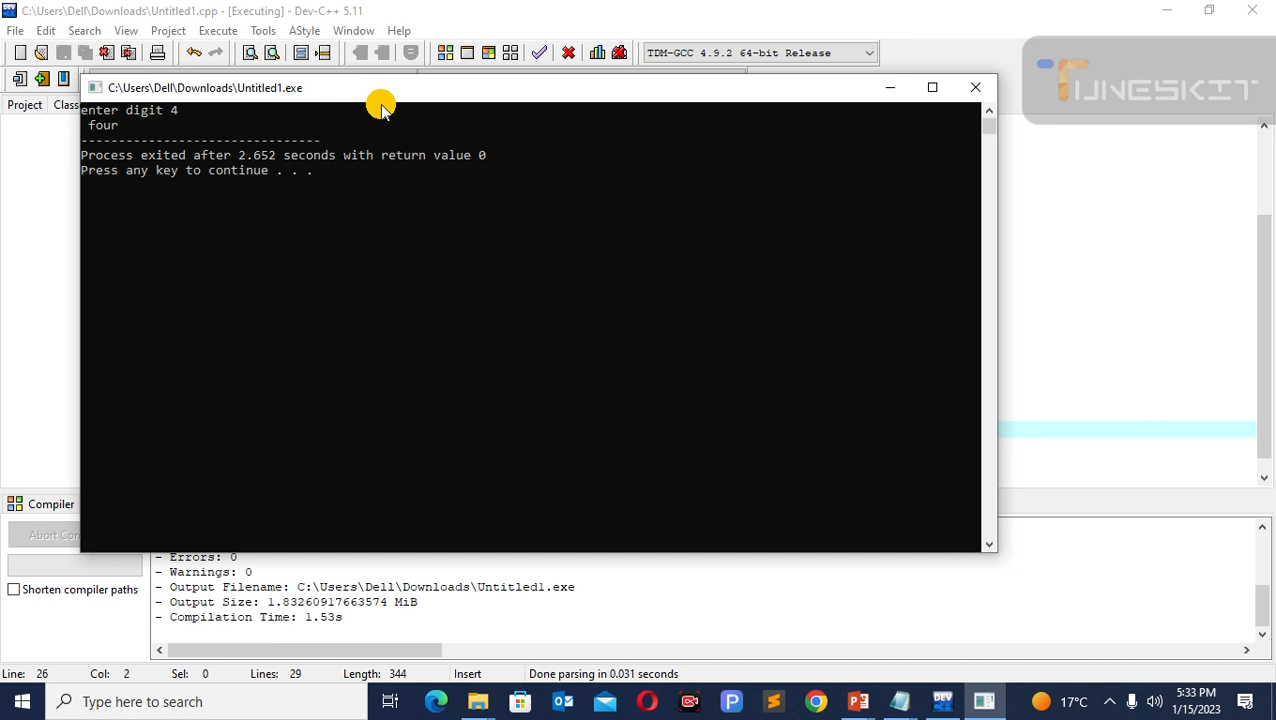 C:\Users\Dell\Downloads\Untitled1.cpp - [Executing] - Dev-C++ 5.11
File Edit Search View Project Execute Tools AStyle Window Help
TDM-GCC 4.9.2 64-bit Release
TUNESKIT
C:\Users\Dell\Downloads\Untitled1.exe
Project Class
enter digit 4
four
--------------------------------
Process exited after 2.652 seconds with return value 0
Press any key to continue . . .
Compiler
Abort Con
- Errors: 0
- Warnings: 0
- Output Filename: C:\Users\Dell\Downloads\Untitled1.exe
- Output Size: 1.83260917663574 MiB
- Compilation Time: 1.53s
Shorten compiler paths
Line: 26 Col: 2 Sel: 0 Lines: 29 Length: 344 Insert Done parsing in 0.031 seconds
Type here to search
17°C
5:33 PM
1/15/2023